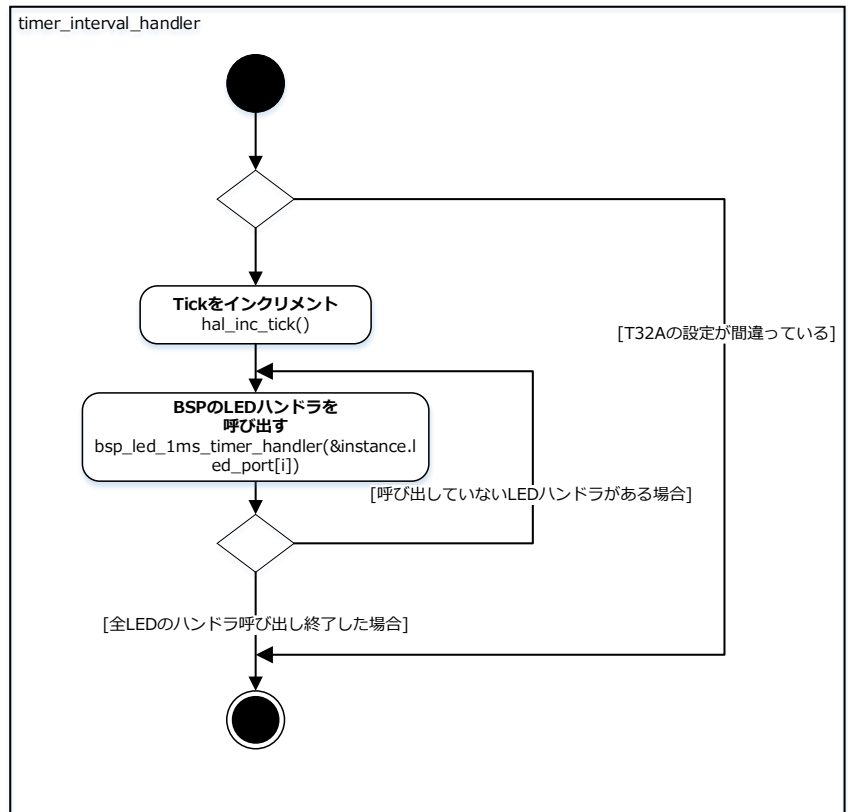 timer_interval_handler
Tickをインクリメント
hal_inc_tick()
[T32Aの設定が間違っている]
BSPのLEDハンドラを
呼び出す
bsp_led_1ms_timer_handler(&instance.l
ed_port[i])
[呼び出していないLEDハンドラがある場合]
[全LEDのハンドラ呼び出し終了した場合]